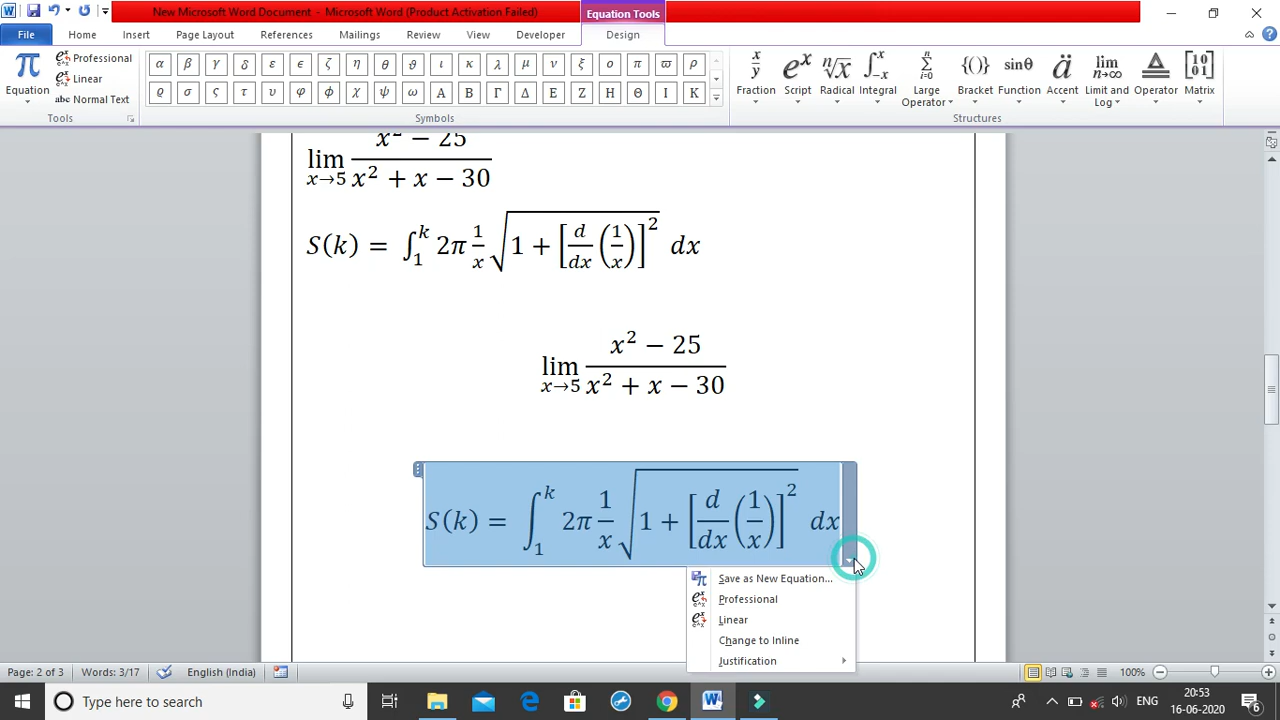 New Microsoft Word Document - Microsoft Word (Product Activation Failed)
Equation Tools
File Home Insert Page Layout References Mailings Review View Developer Design
Professional
Linear
abc Normal Text
Equation
α β γ δ ε ϵ ζ η θ ϑ ι κ λ μ ν ξ ο π ϖ ρ
ϱ σ ς τ υ φ ϕ χ ψ ω Α Β Γ Δ Ε Ζ Η Θ Ι Κ
Fraction Script Radical Integral Large Operator Bracket Function Accent Limit and Log Operator Matrix
Tools Symbols Structures
lim x→5 (x² − 25)/(x² + x − 30)
S(k) = ∫₁ᵏ 2π 1/x √(1 + [d/dx (1/x)]²) dx
lim x→5 (x² − 25)/(x² + x − 30)
S(k) = ∫₁ᵏ 2π 1/x √(1 + [d/dx (1/x)]²) dx
Save as New Equation...
Professional
Linear
Change to Inline
Justification
Page: 2 of 3 Words: 3/17 English (India) 100%
Type here to search
ENG 20:53
16-06-2020
6